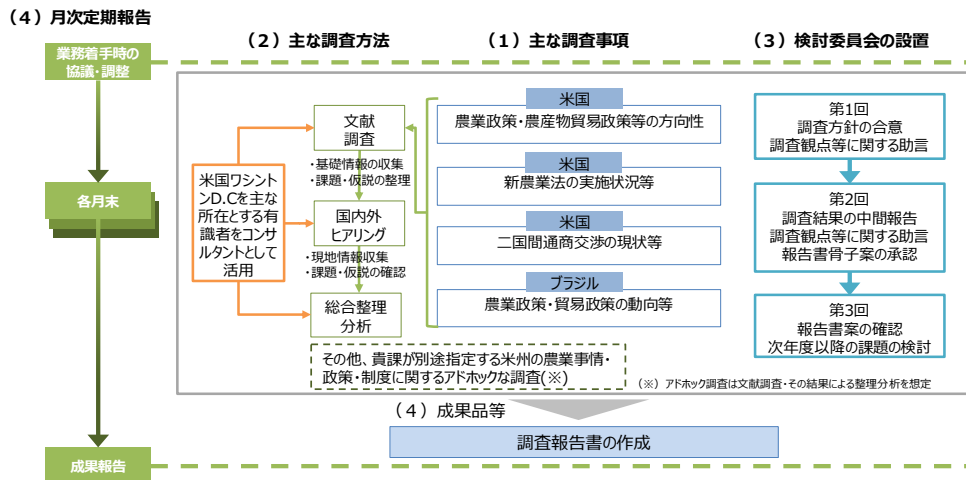 (4)月次定期報告
業務着手時の
協議・調整
各月末
成果報告
(2)主な調査方法
(1)主な調査事項
(3)検討委員会の設置
米国ワシント
ンD.Cを主な
所在とする有
識者をコンサ
ルタントとして
活用
文献
調査
・基礎情報の収集
・課題・仮説の整理
国内外
ヒアリング
・現地情報収集
・課題・仮説の確認
総合整理
分析
米国
農業政策・農産物貿易政策等の方向性
米国
新農業法の実施状況等
米国
二国間通商交渉の現状等
ブラジル
農業政策・貿易政策の動向等
第1回
調査方針の合意
調査観点等に関する助言
第2回
調査結果の中間報告
調査観点等に関する助言
報告書骨子案の承認
第3回
報告書案の確認
次年度以降の課題の検討
その他、貴課が別途指定する米州の農業事情・
政策・制度に関するアドホックな調査(※)
(※)アドホック調査は文献調査・その結果による整理分析を想定
(4)成果品等
調査報告書の作成